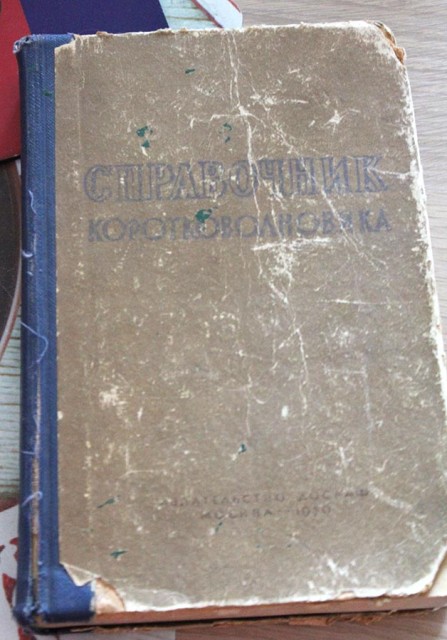 СПРАВОЧНИК
КОРОТКОВОЛНОВИКА
ИЗДАТЕЛЬСТВО ДОСААФ
МОСКВА